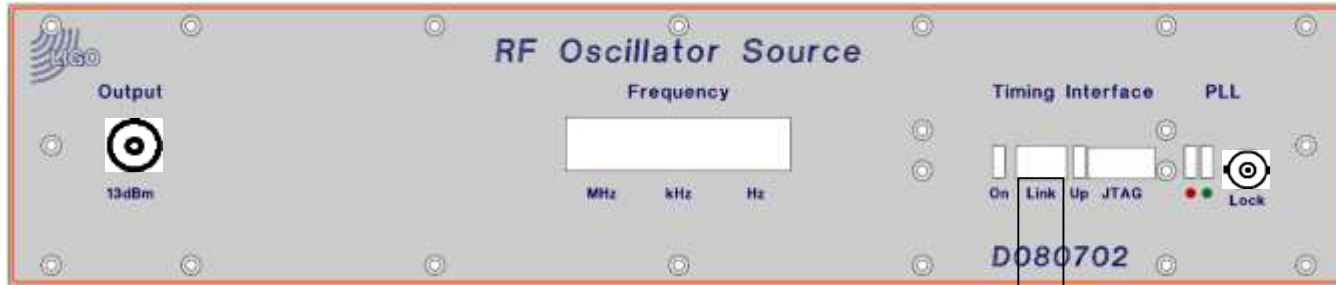 LIGO
RF Oscillator Source
Output
Frequency
Timing Interface
PLL
13dBm
MHz kHz Hz
On Link Up JTAG
Lock
D080702